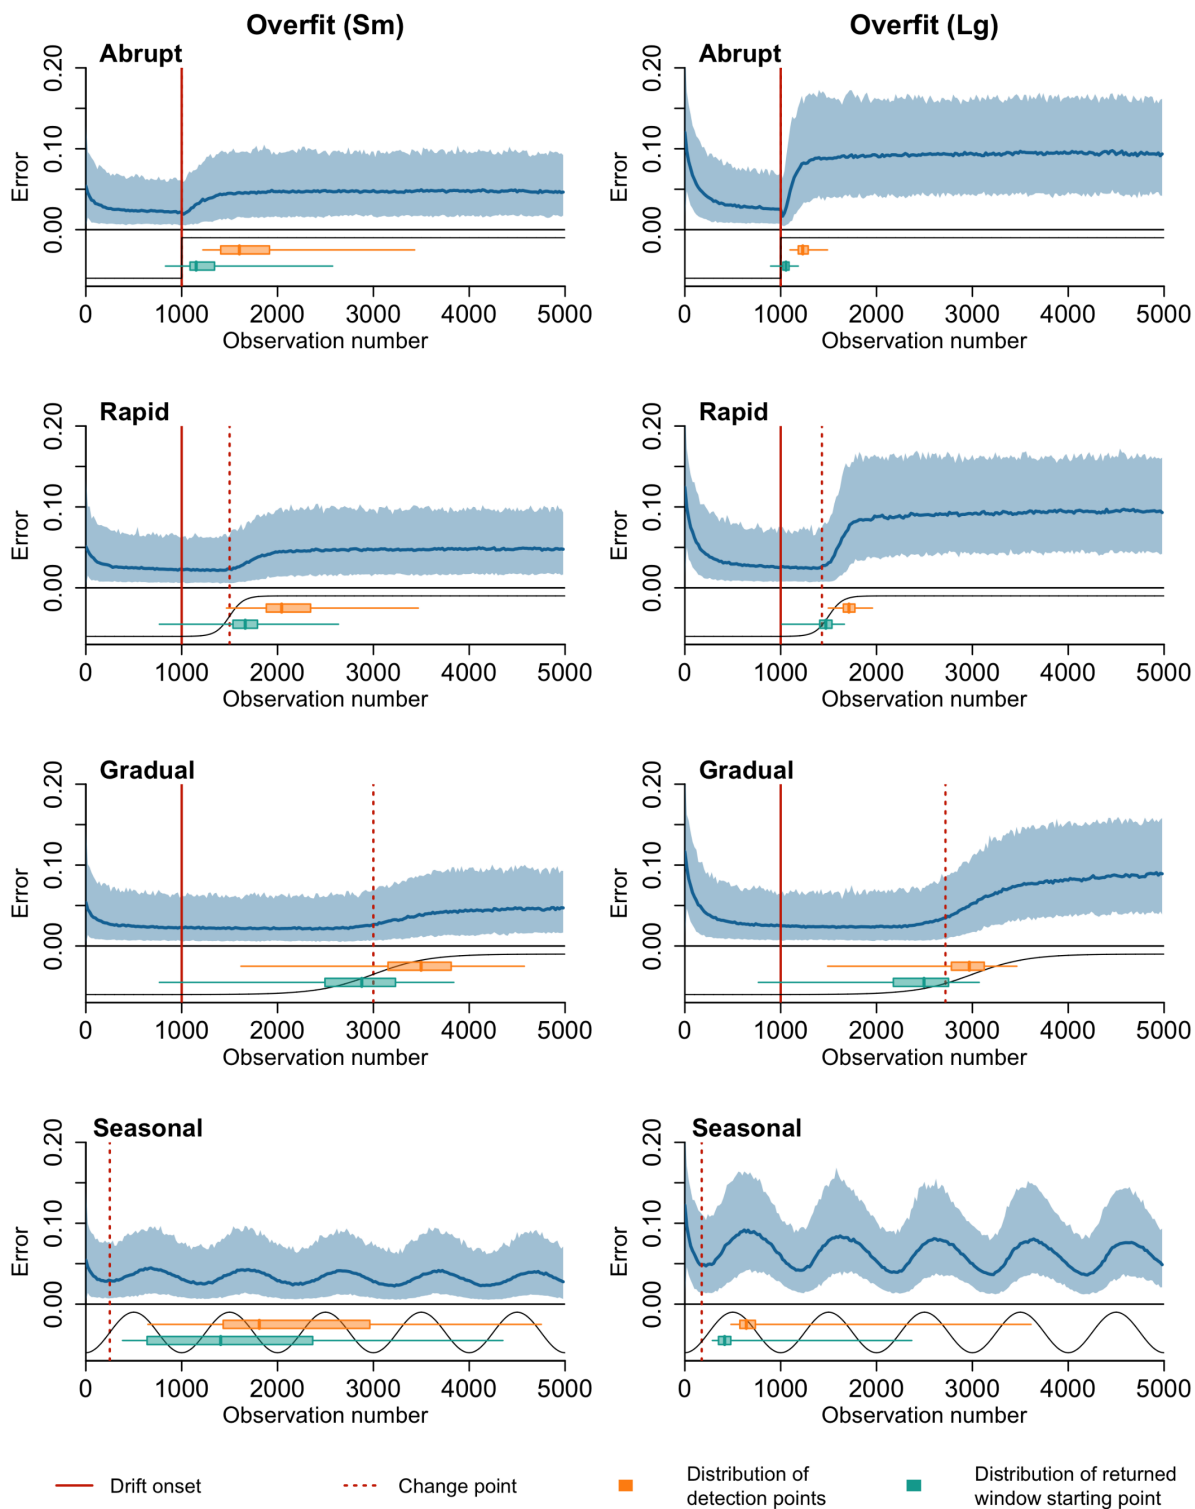 Overfit (Sm)
Overfit (Lg)
Abrupt
0.20
0.10
0.00
Error
0 1000 2000 3000 4000 5000
Observation number
Abrupt
0.20
0.10
0.00
Error
0 1000 2000 3000 4000 5000
Observation number
Rapid
0.20
0.10
0.00
Error
0 1000 2000 3000 4000 5000
Observation number
Rapid
0.20
0.10
0.00
Error
0 1000 2000 3000 4000 5000
Observation number
Gradual
0.20
0.10
0.00
Error
0 1000 2000 3000 4000 5000
Observation number
Gradual
0.20
0.10
0.00
Error
0 1000 2000 3000 4000 5000
Observation number
Seasonal
0.20
0.10
0.00
Error
0 1000 2000 3000 4000 5000
Observation number
Seasonal
0.20
0.10
0.00
Error
0 1000 2000 3000 4000 5000
Observation number
Drift onset
Change point
Distribution of
detection points
Distribution of returned
window starting point